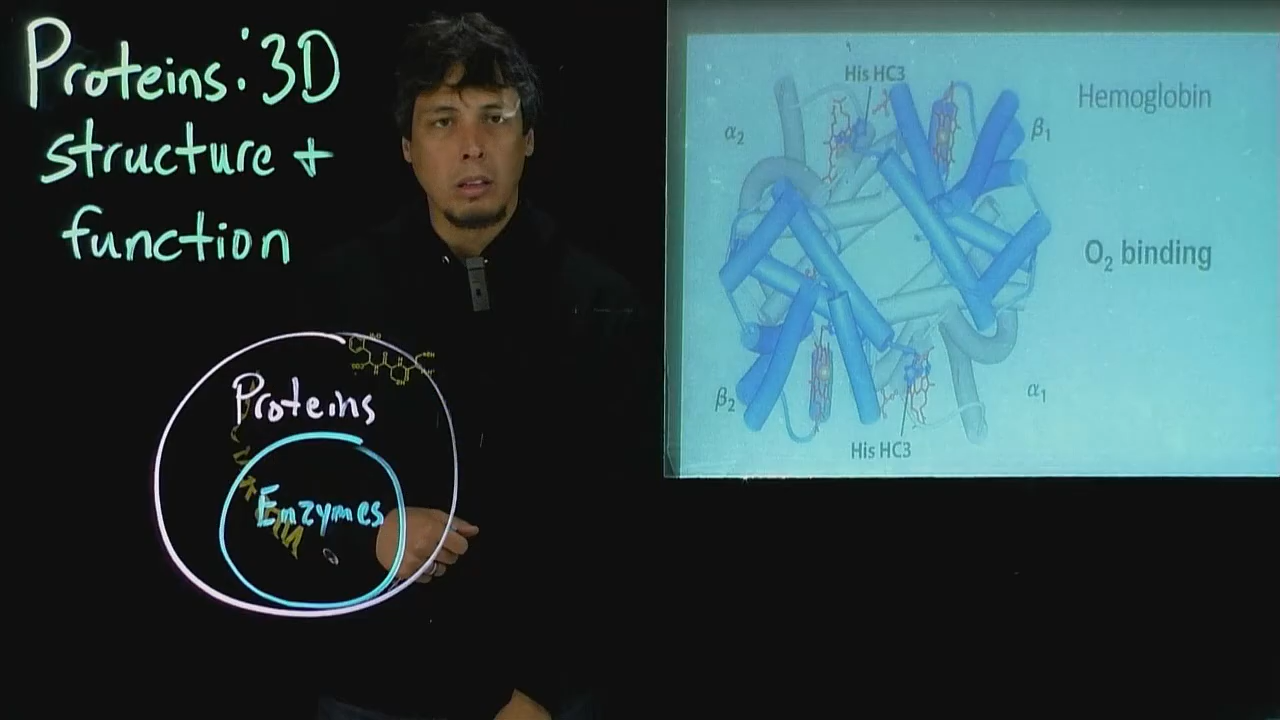 Proteins: 3D
structure +
function
Proteins
Enzymes
His HC3
Hemoglobin
α2
β1
O2 binding
β2
α1
His HC3